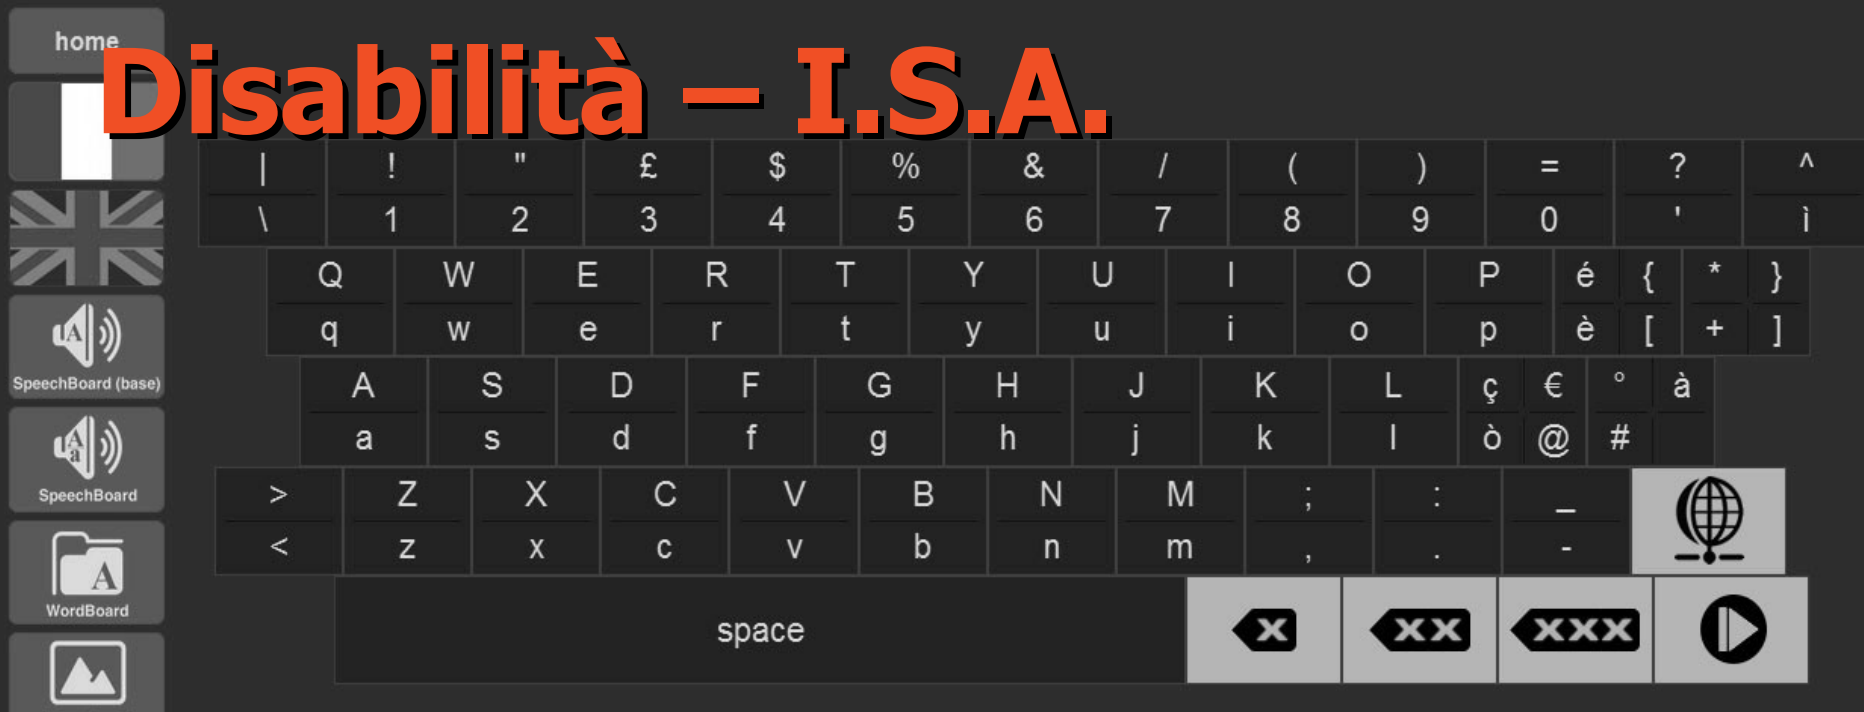 home
Disabilità – I.S.A.
| ! " £ $ % & / ( ) = ? ^
\ 1 2 3 4 5 6 7 8 9 0 ' ì
Q W E R T Y U I O P é { * }
q w e r t y u i o p è [ + ]
SpeechBoard (base)
A S D F G H J K L ç € ° à
a s d f g h j k l ò @ #
SpeechBoard
> Z X C V B N M ; : _
< z x c v b n m , . -
WordBoard
space
x xx xxx